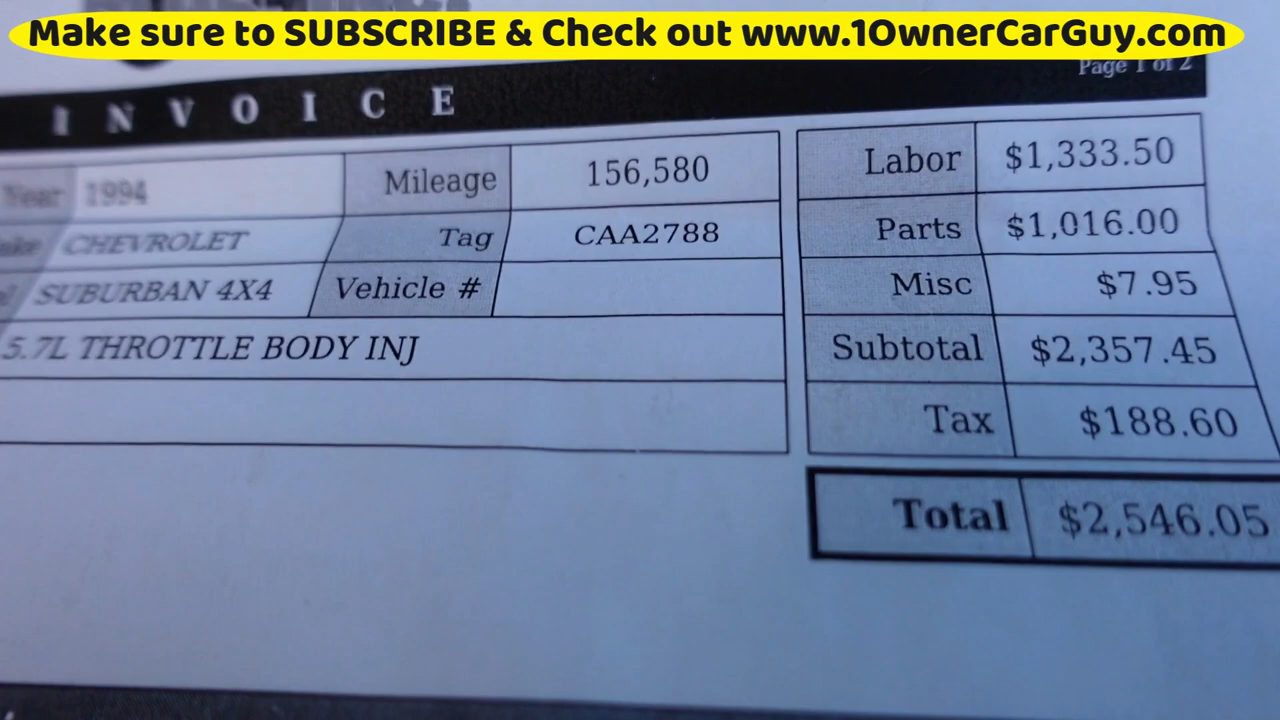 Make sure to SUBSCRIBE & Check out www.1OwnerCarGuy.com
Page 1 of 2
INVOICE
Year 1994 Mileage 156,580
CHEVROLET Tag CAA2788
SUBURBAN 4X4 Vehicle #
5.7L THROTTLE BODY INJ
Labor $1,333.50
Parts $1,016.00
Misc $7.95
Subtotal $2,357.45
Tax $188.60
Total $2,546.05